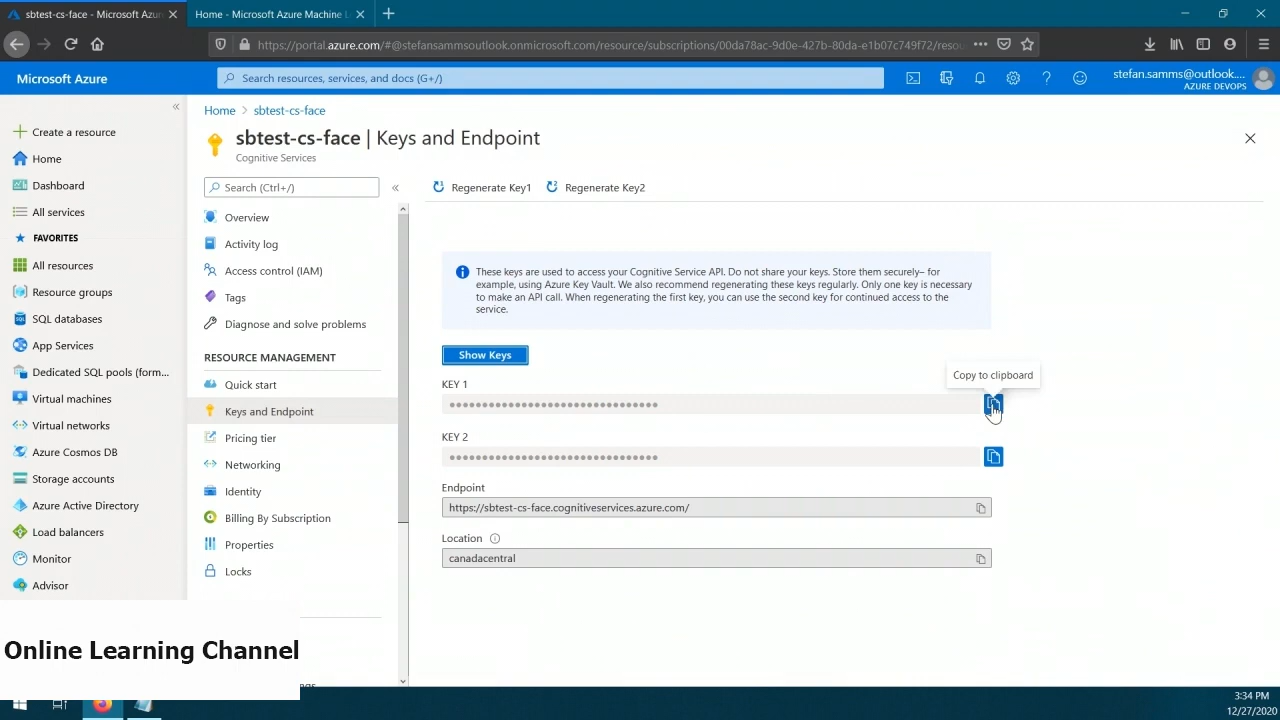 sbtest-cs-face - Microsoft Azu
Home - Microsoft Azure Machine L
https://portal.azure.com/#@stefansammsoutlook.onmicrosoft.com/resource/subscriptions/00da78ac-9d0e-427b-80da-e1b07c749f72/resou
Microsoft Azure
Search resources, services, and docs (G+/)
stefan.samms@outlook....
AZURE DEVOPS
Create a resource
Home
Dashboard
All services
FAVORITES
All resources
Resource groups
SQL databases
App Services
Dedicated SQL pools (form...
Virtual machines
Virtual networks
Azure Cosmos DB
Storage accounts
Azure Active Directory
Load balancers
Monitor
Advisor
Home > sbtest-cs-face
sbtest-cs-face | Keys and Endpoint
Cognitive Services
Search (Ctrl+/)
Overview
Activity log
Access control (IAM)
Tags
Diagnose and solve problems
RESOURCE MANAGEMENT
Quick start
Keys and Endpoint
Pricing tier
Networking
Identity
Billing By Subscription
Properties
Locks
Regenerate Key1
Regenerate Key2
These keys are used to access your Cognitive Service API. Do not share your keys. Store them securely– for
example, using Azure Key Vault. We also recommend regenerating these keys regularly. Only one key is necessary
to make an API call. When regenerating the first key, you can use the second key for continued access to the
service.
Show Keys
Copy to clipboard
KEY 1
KEY 2
Endpoint
https://sbtest-cs-face.cognitiveservices.azure.com/
Location
canadacentral
Online Learning Channel
3:34 PM
12/27/2020